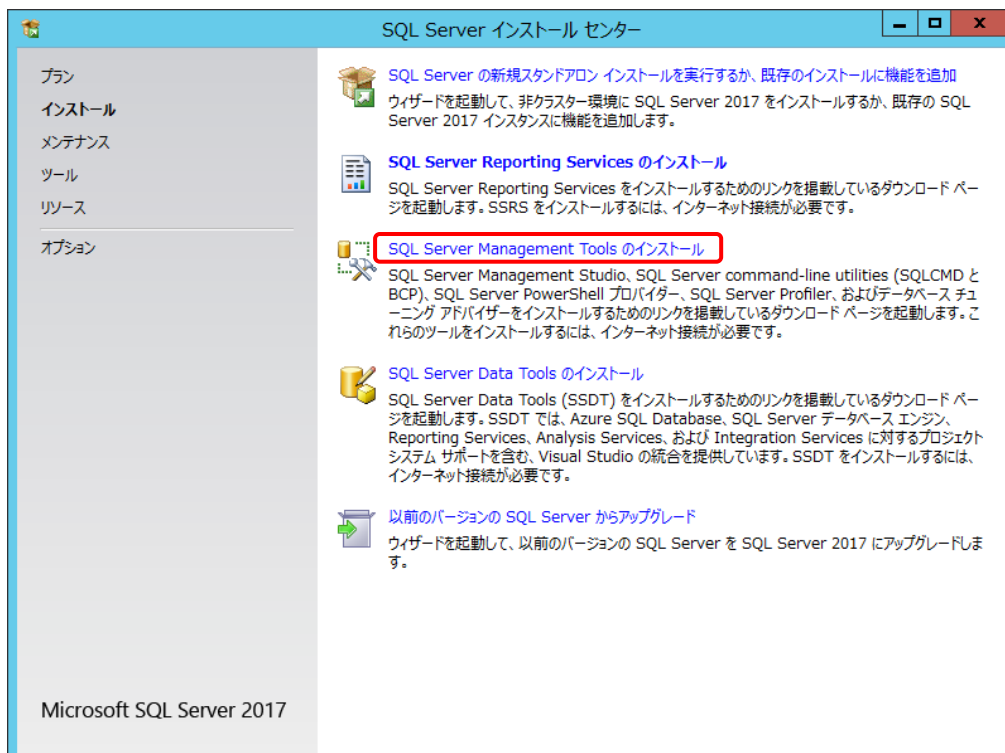 SQL Server インストール センター
プラン
インストール
メンテナンス
ツール
リソース
オプション
SQL Server の新規スタンドアロン インストールを実行するか、既存のインストールに機能を追加
ウィザードを起動して、非クラスター環境に SQL Server 2017 をインストールするか、既存の SQL
Server 2017 インスタンスに機能を追加します。
SQL Server Reporting Services のインストール
SQL Server Reporting Services をインストールするためのリンクを掲載しているダウンロード ペー
ジを起動します。SSRS をインストールするには、インターネット接続が必要です。
SQL Server Management Tools のインストール
SQL Server Management Studio、SQL Server command-line utilities (SQLCMD と
BCP)、SQL Server PowerShell プロバイダー、SQL Server Profiler、およびデータベース チュ
ーニング アドバイザーをインストールするためのリンクを掲載しているダウンロード ページを起動します。こ
れらのツールをインストールするには、インターネット接続が必要です。
SQL Server Data Tools のインストール
SQL Server Data Tools (SSDT) をインストールするためのリンクを掲載しているダウンロード ペー
ジを起動します。SSDT では、Azure SQL Database、SQL Server データベース エンジン、
Reporting Services、Analysis Services、および Integration Services に対するプロジェクト
システム サポートを含む、Visual Studio の統合を提供しています。SSDT をインストールするには、
インターネット接続が必要です。
以前のバージョンの SQL Server からアップグレード
ウィザードを起動して、以前のバージョンの SQL Server を SQL Server 2017 にアップグレードしま
す。
Microsoft SQL Server 2017